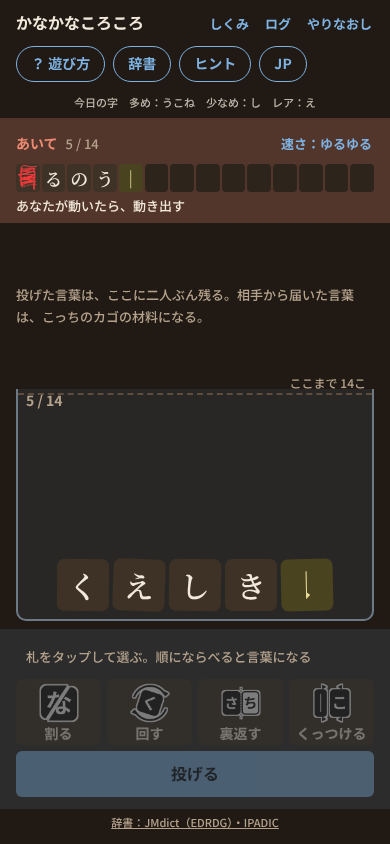 かなかなころころ しくみ ログ やりなおし
? 遊び方 辞書 ヒント JP
今日の字 多め:うこね 少なめ:し レア:え
あいて 5 / 14 速さ:ゆるゆる
る の う
あなたが動いたら、動き出す
投げた言葉は、ここに二人ぶん残る。相手から届いた言葉
は、こっちのカゴの材料になる。
ここまで 14こ
5 / 14
く え し き
札をタップして選ぶ。順にならべると言葉になる
な く さ ち こ
割る 回す 裏返す くっつける
投げる
辞書:JMdict(EDRDG)・IPADIC